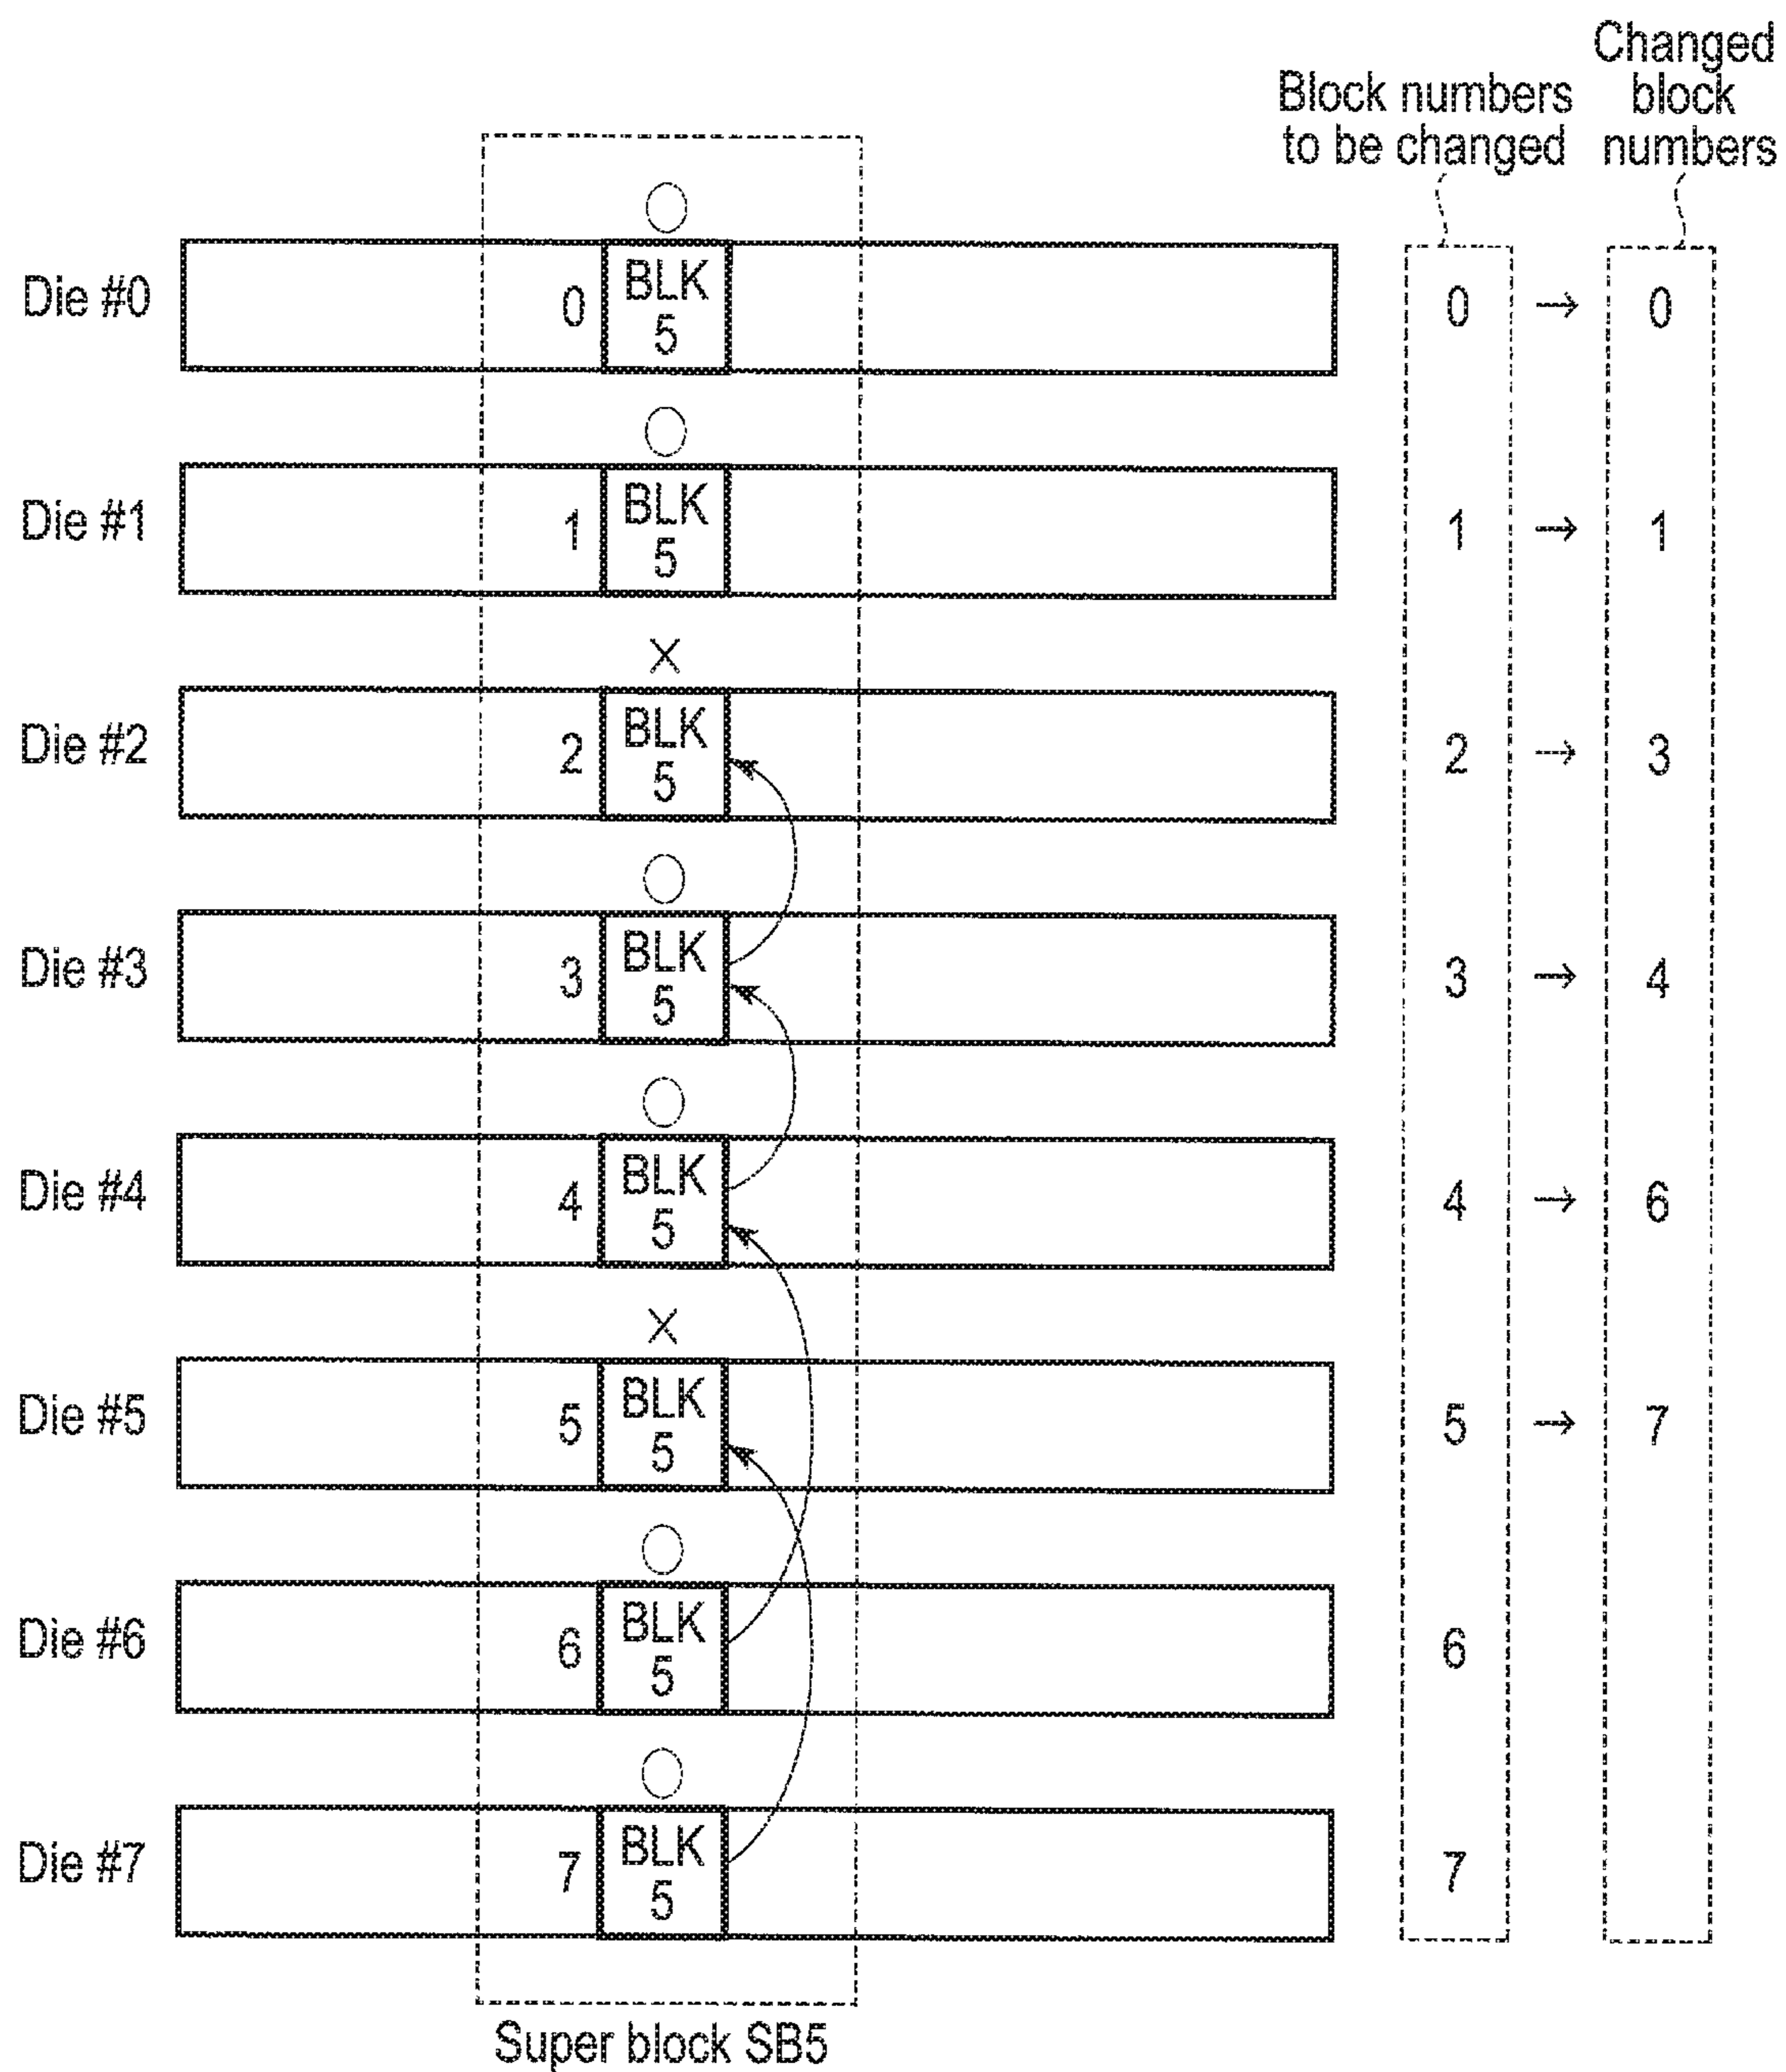 Changed
block
numbers
Block numbers
to be changed
Die #0 0 BLK 0 → 0
5
Die #1 1 BLK 1 → 1
5
×
Die #2 2 BLK 2 → 3
5
Die #3 3 BLK 3 → 4
5
Die #4 4 BLK 4 → 6
5
×
Die #5 5 BLK 5 → 7
5
Die #6 6 BLK 6
5
Die #7 7 BLK 7
5
Super block SB5